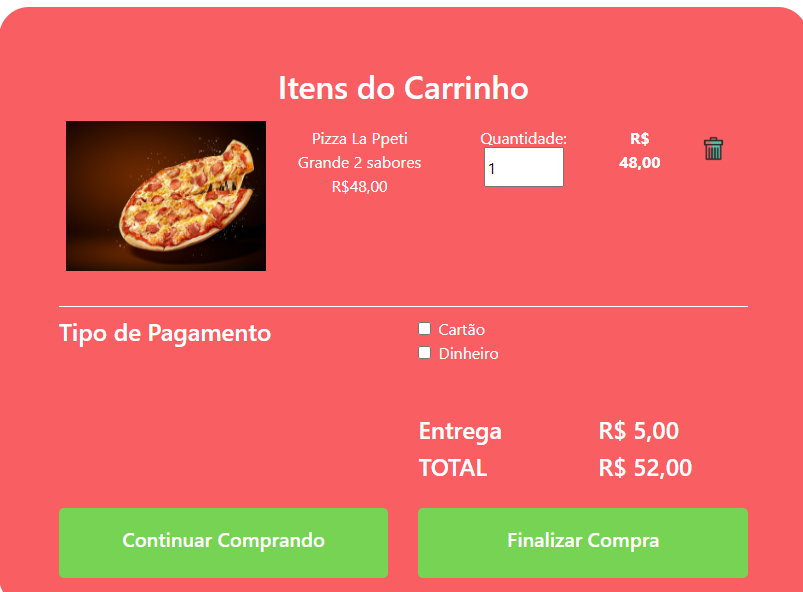 Itens do Carrinho
Pizza La Ppeti
Grande 2 sabores
R$48,00
Quantidade:
1
R$
48,00
Tipo de Pagamento
Cartão
Dinheiro
Entrega R$ 5,00
TOTAL R$ 52,00
Continuar Comprando
Finalizar Compra